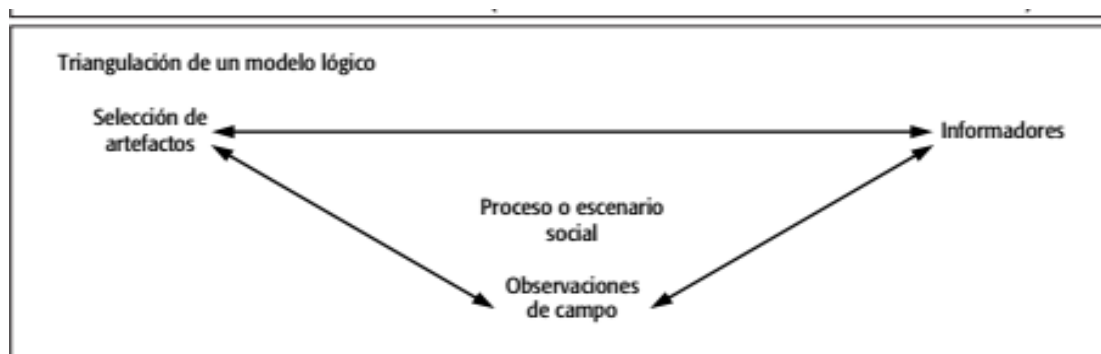 Triangulación de un modelo lógico
Selección de
artefactos
Informadores
Proceso o escenario
social
Observaciones
de campo